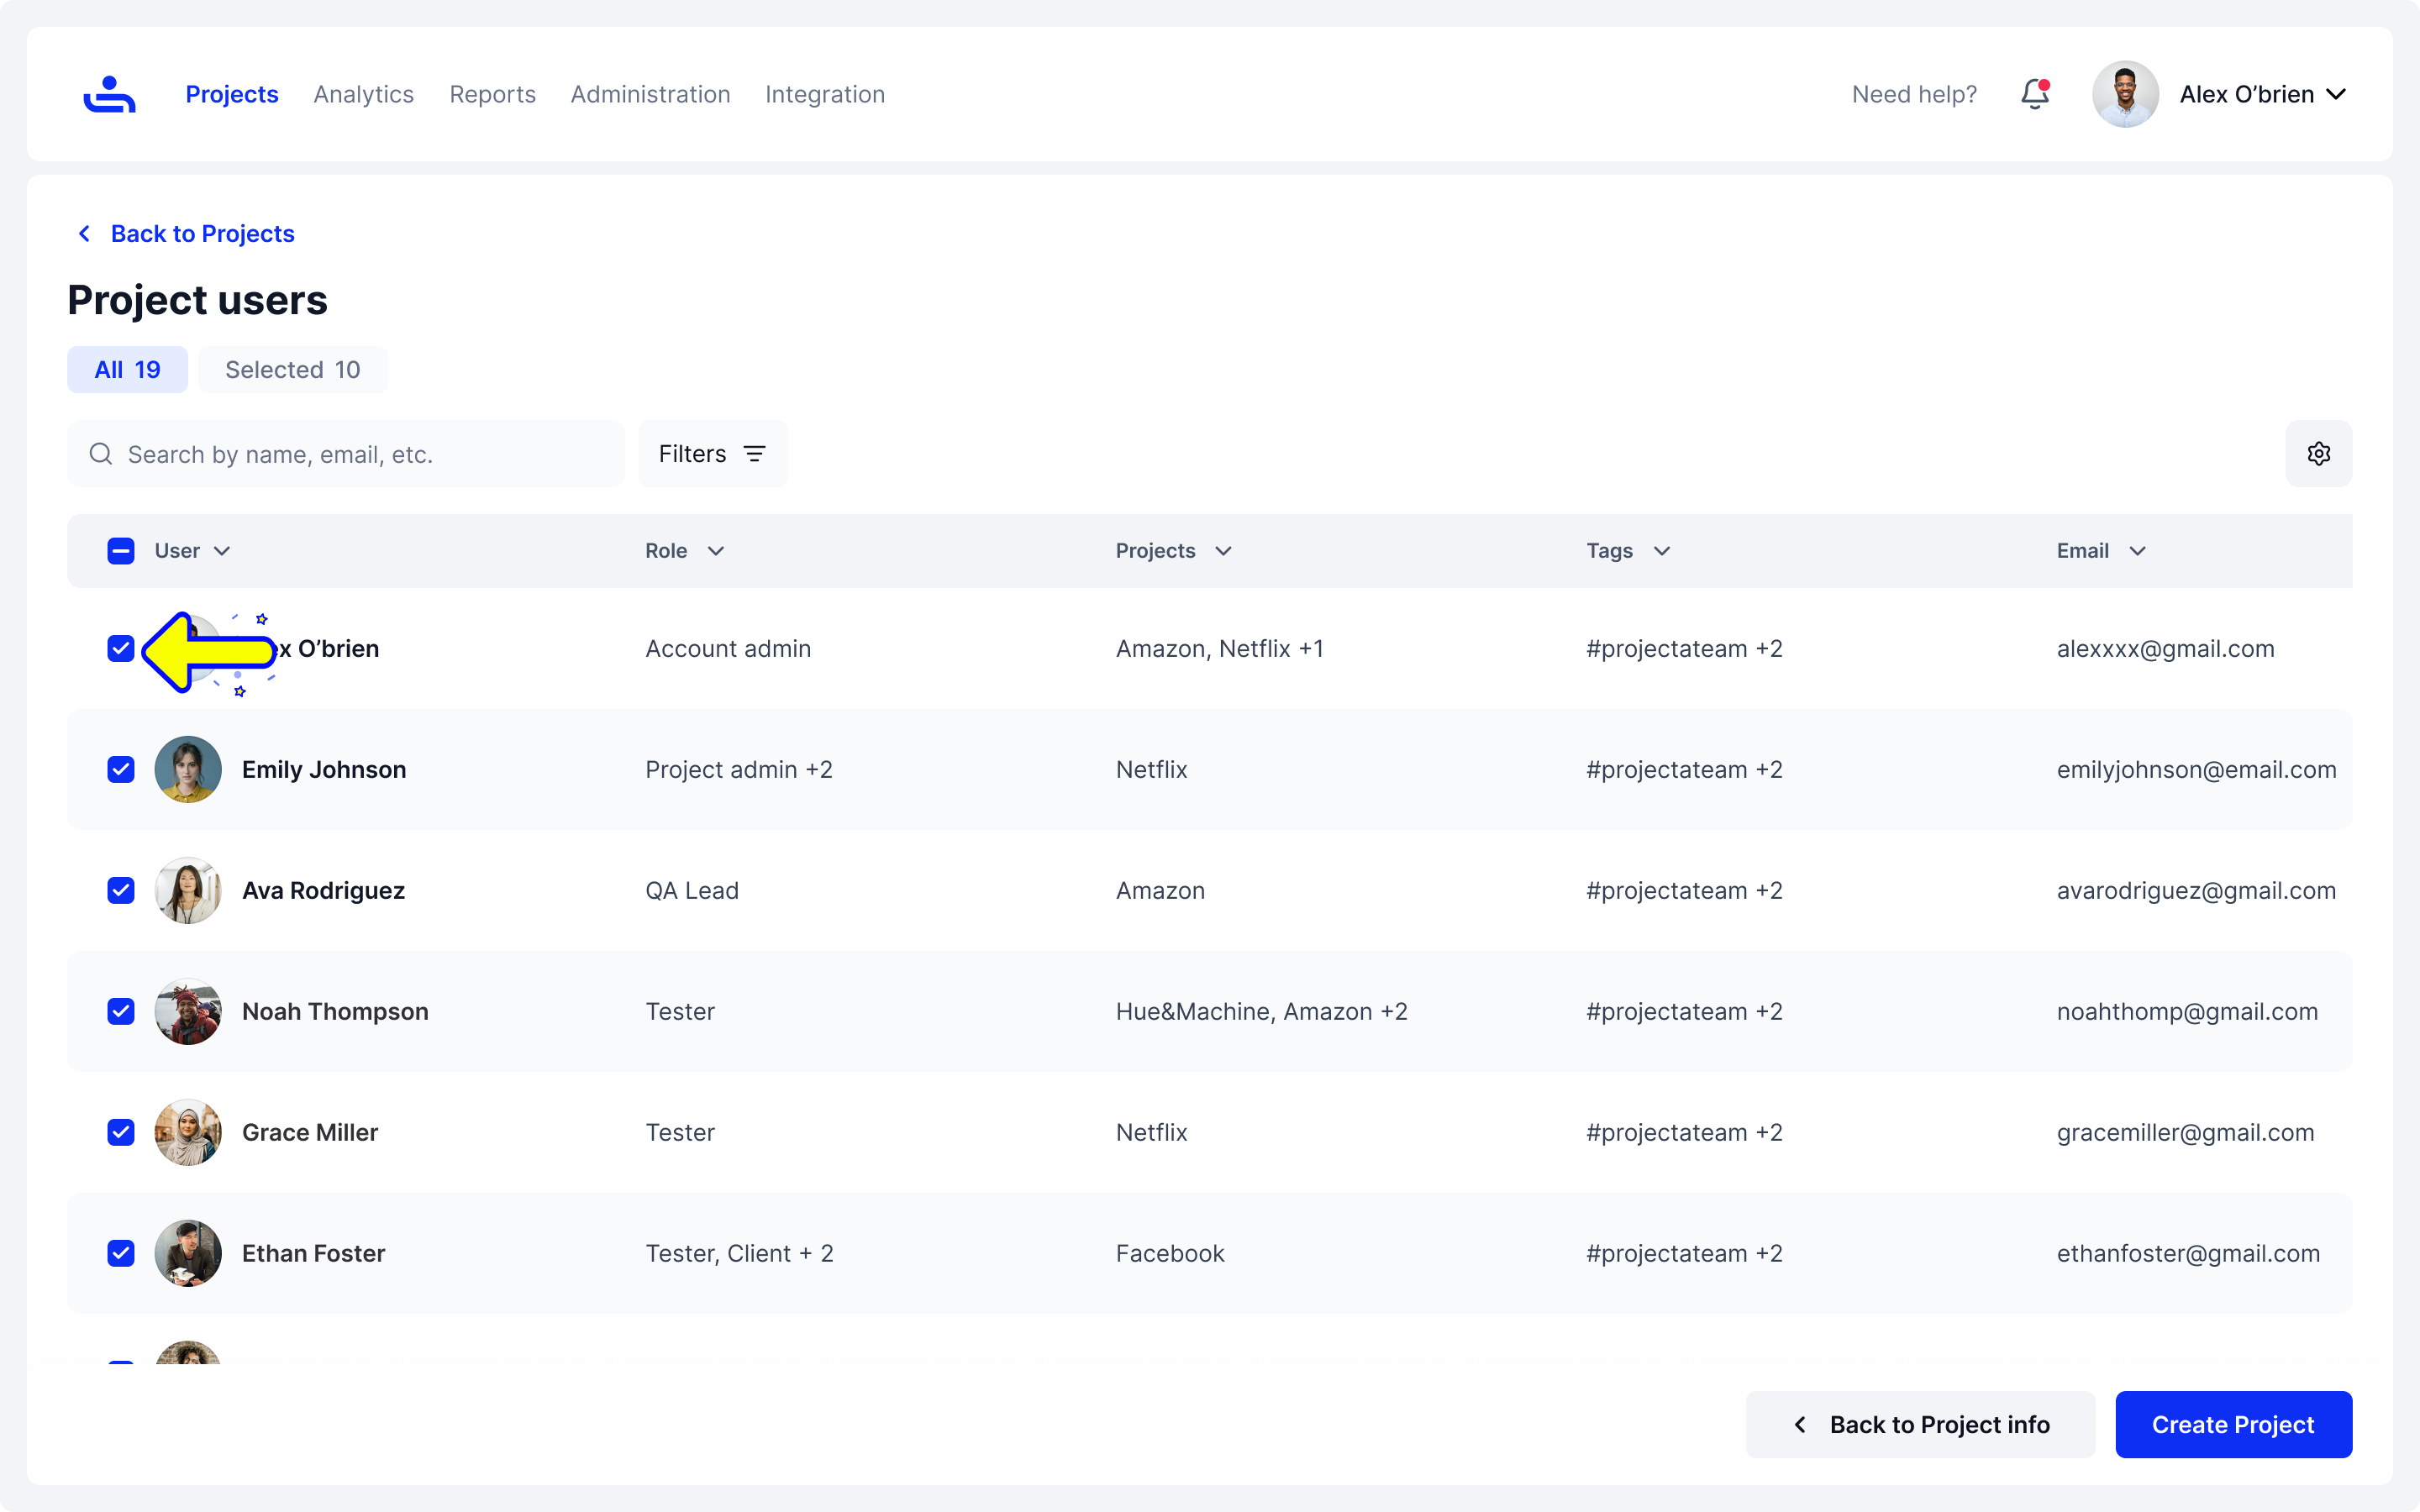 Projects Analytics Reports Administration Integration Need help? Alex O’brien
Back to Projects
Project users
All 19 Selected 10
Search by name, email, etc. Filters
User Role Projects Tags Email
O’brien Account admin Amazon, Netflix +1 #projectateam +2 alexxxx@gmail.com
Emily Johnson Project admin +2 Netflix #projectateam +2 emilyjohnson@email.com
Ava Rodriguez QA Lead Amazon #projectateam +2 avarodriguez@gmail.com
Noah Thompson Tester Hue&Machine, Amazon +2 #projectateam +2 noahthomp@gmail.com
Grace Miller Tester Netflix #projectateam +2 gracemiller@gmail.com
Ethan Foster Tester, Client + 2 Facebook #projectateam +2 ethanfoster@gmail.com
Back to Project info Create Project